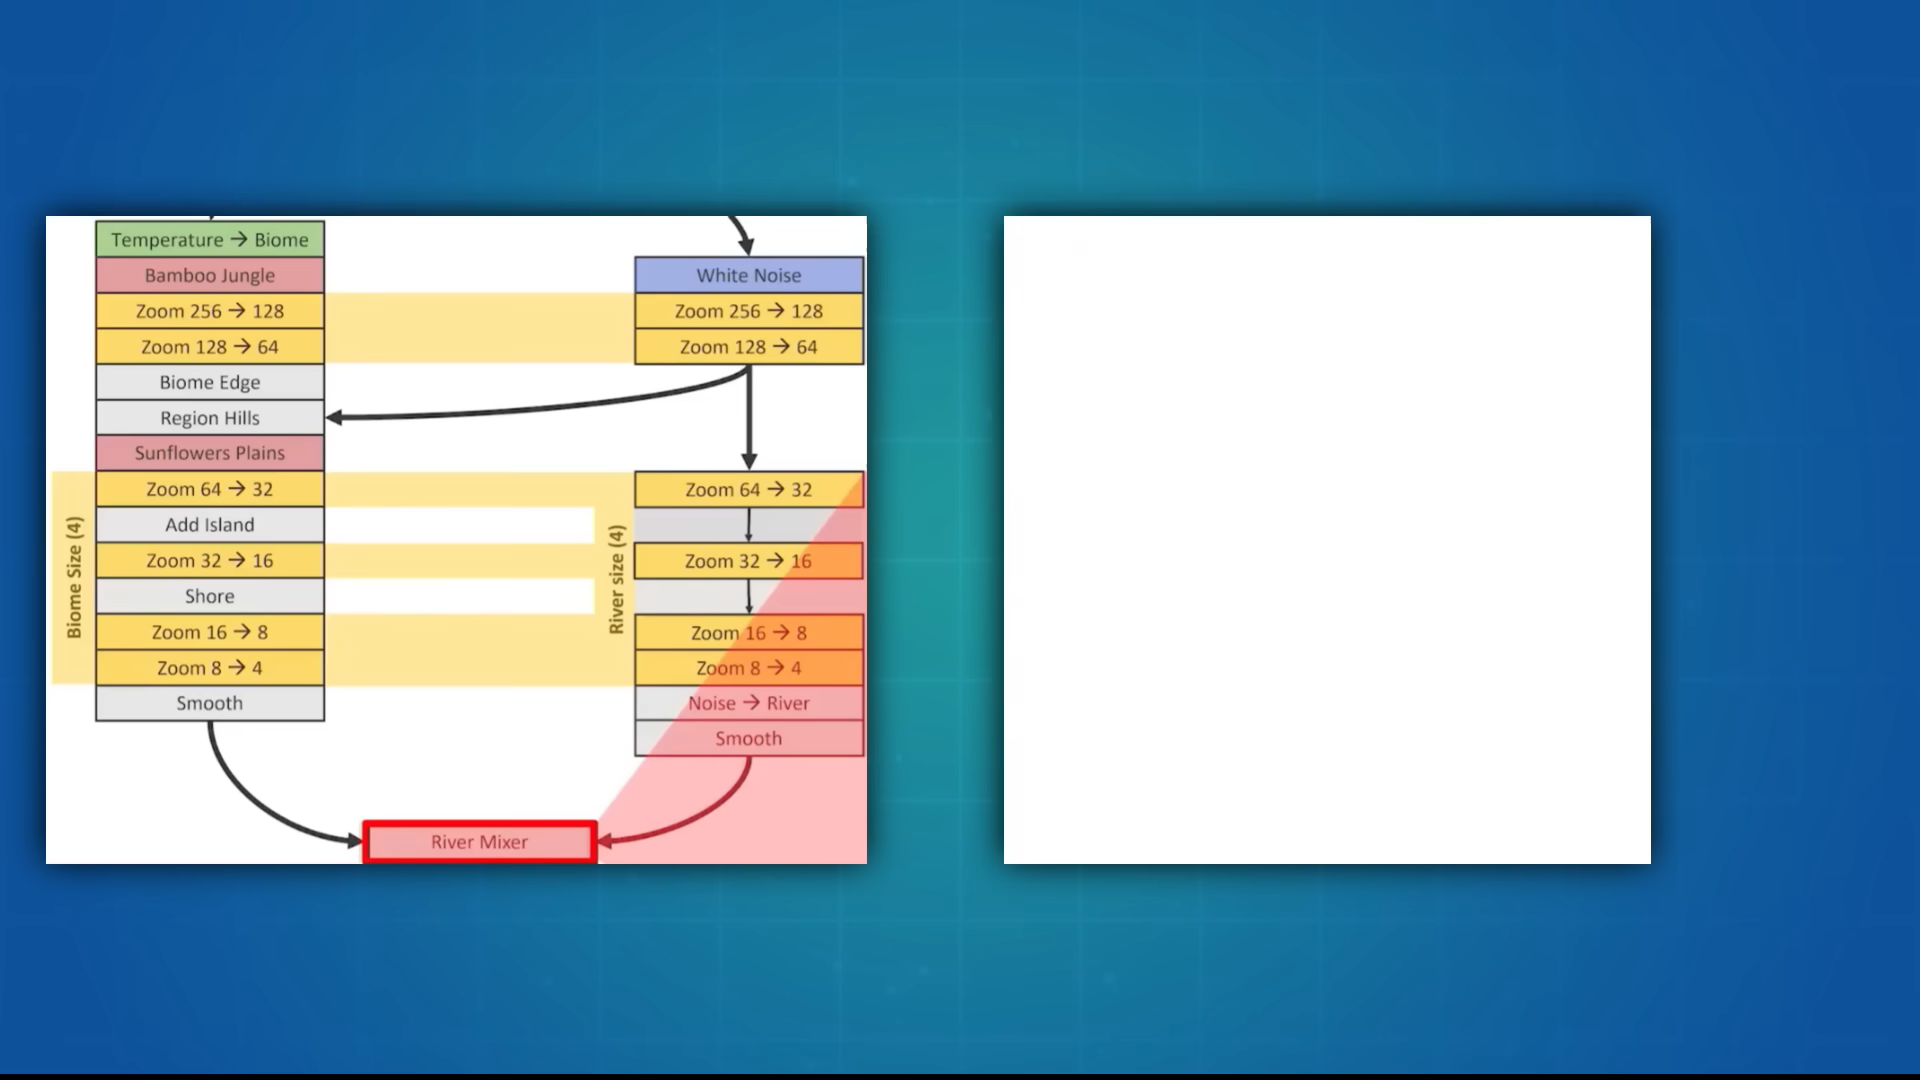 Temperature → Biome
Bamboo Jungle
Zoom 256 → 128
Zoom 128 → 64
Biome Edge
Region Hills
Sunflowers Plains
Biome Size (4)
Zoom 64 → 32
Add Island
Zoom 32 → 16
Shore
Zoom 16 → 8
Zoom 8 → 4
Smooth
White Noise
Zoom 256 → 128
Zoom 128 → 64
River size (4)
Zoom 64 → 32
Zoom 32 → 16
Zoom 16 → 8
Zoom 8 → 4
Noise → River
Smooth
River Mixer